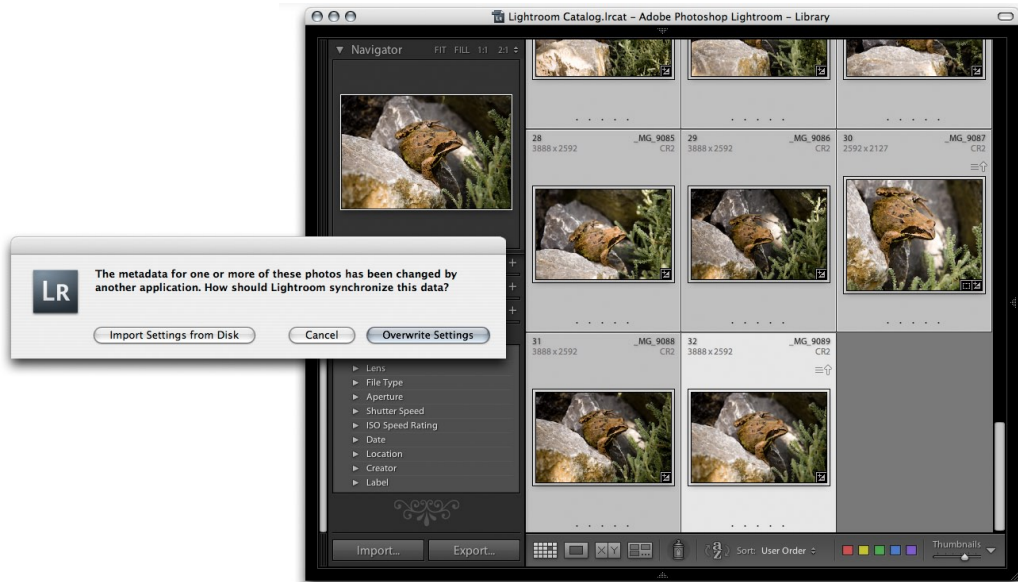 Lightroom Catalog.lrcat – Adobe Photoshop Lightroom – Library
Navigator FIT FILL 1:1 2:1
28 _MG_9085
3888 x 2592 CR2
29 _MG_9086
3888 x 2592 CR2
30 _MG_9087
2592 x 2127 CR2
LR
The metadata for one or more of these photos has been changed by
another application. How should Lightroom synchronize this data?
Import Settings from Disk Cancel Overwrite Settings
31 _MG_9088
3888 x 2592 CR2
32 _MG_9089
3888 x 2592 CR2
Lens
File Type
Aperture
Shutter Speed
ISO Speed Rating
Date
Location
Creator
Label
Import... Export...
X Y
a
z
Sort: User Order
Thumbnails